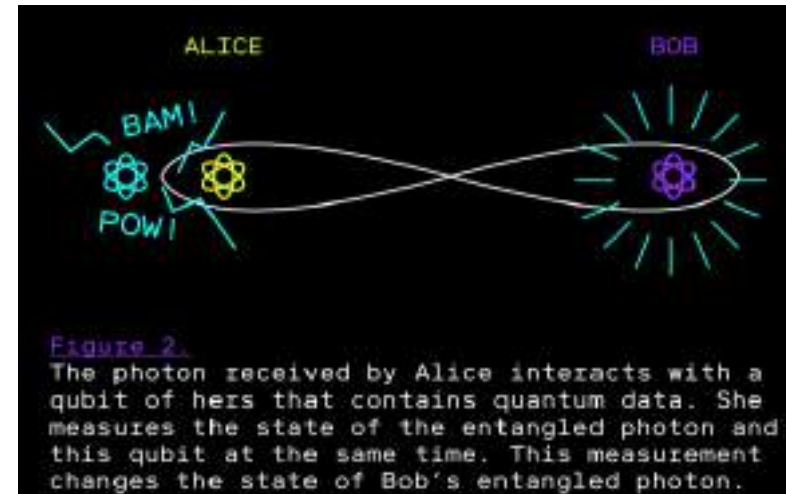 ALICE BOB
BAM!
POW!
Figure 2.
The photon received by Alice interacts with a
qubit of hers that contains quantum data. She
measures the state of the entangled photon and
this qubit at the same time. This measurement
changes the state of Bob's entangled photon.